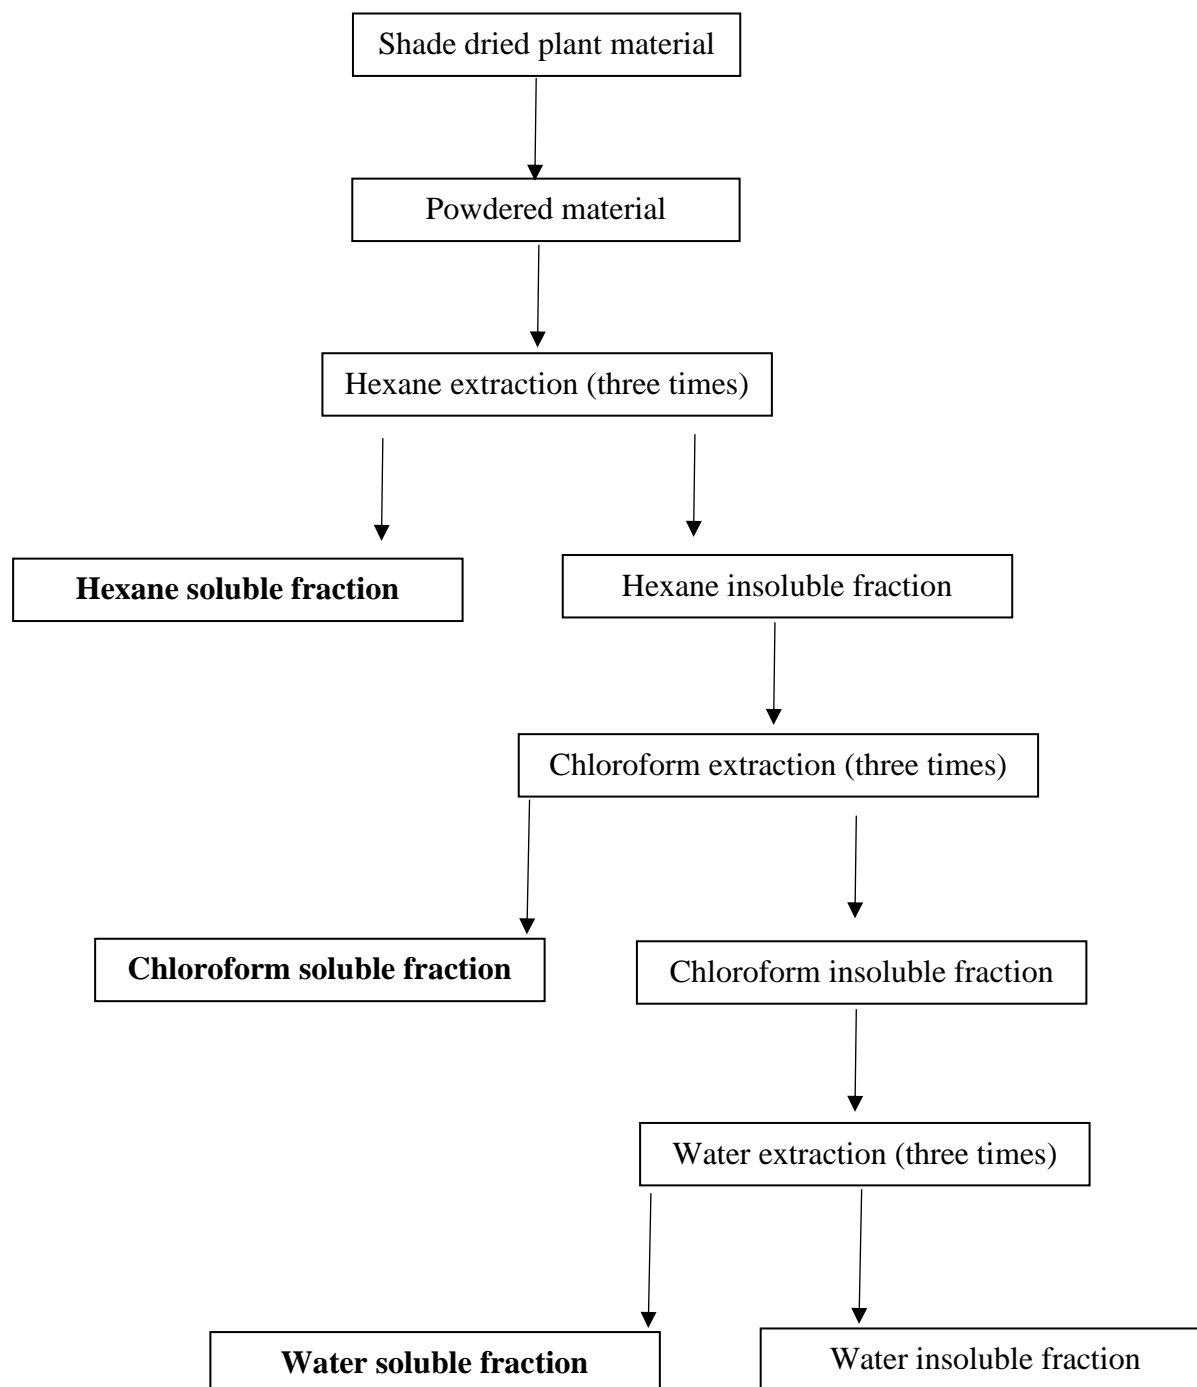 Shade dried plant material
Powdered material
Hexane extraction (three times)
Hexane soluble fraction
Hexane insoluble fraction
Chloroform extraction (three times)
Chloroform soluble fraction
Chloroform insoluble fraction
Water extraction (three times)
Water soluble fraction
Water insoluble fraction